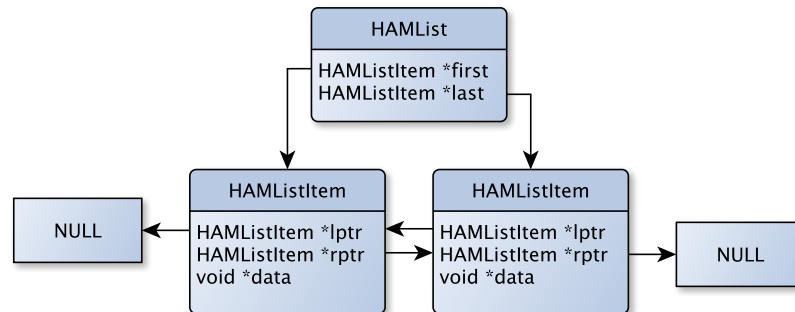 HAMList
HAMListItem *first
HAMListItem *last
HAMListItem
HAMListItem *lptr
HAMListItem *rptr
void *data
HAMListItem
HAMListItem *lptr
HAMListItem *rptr
void *data
NULL
NULL